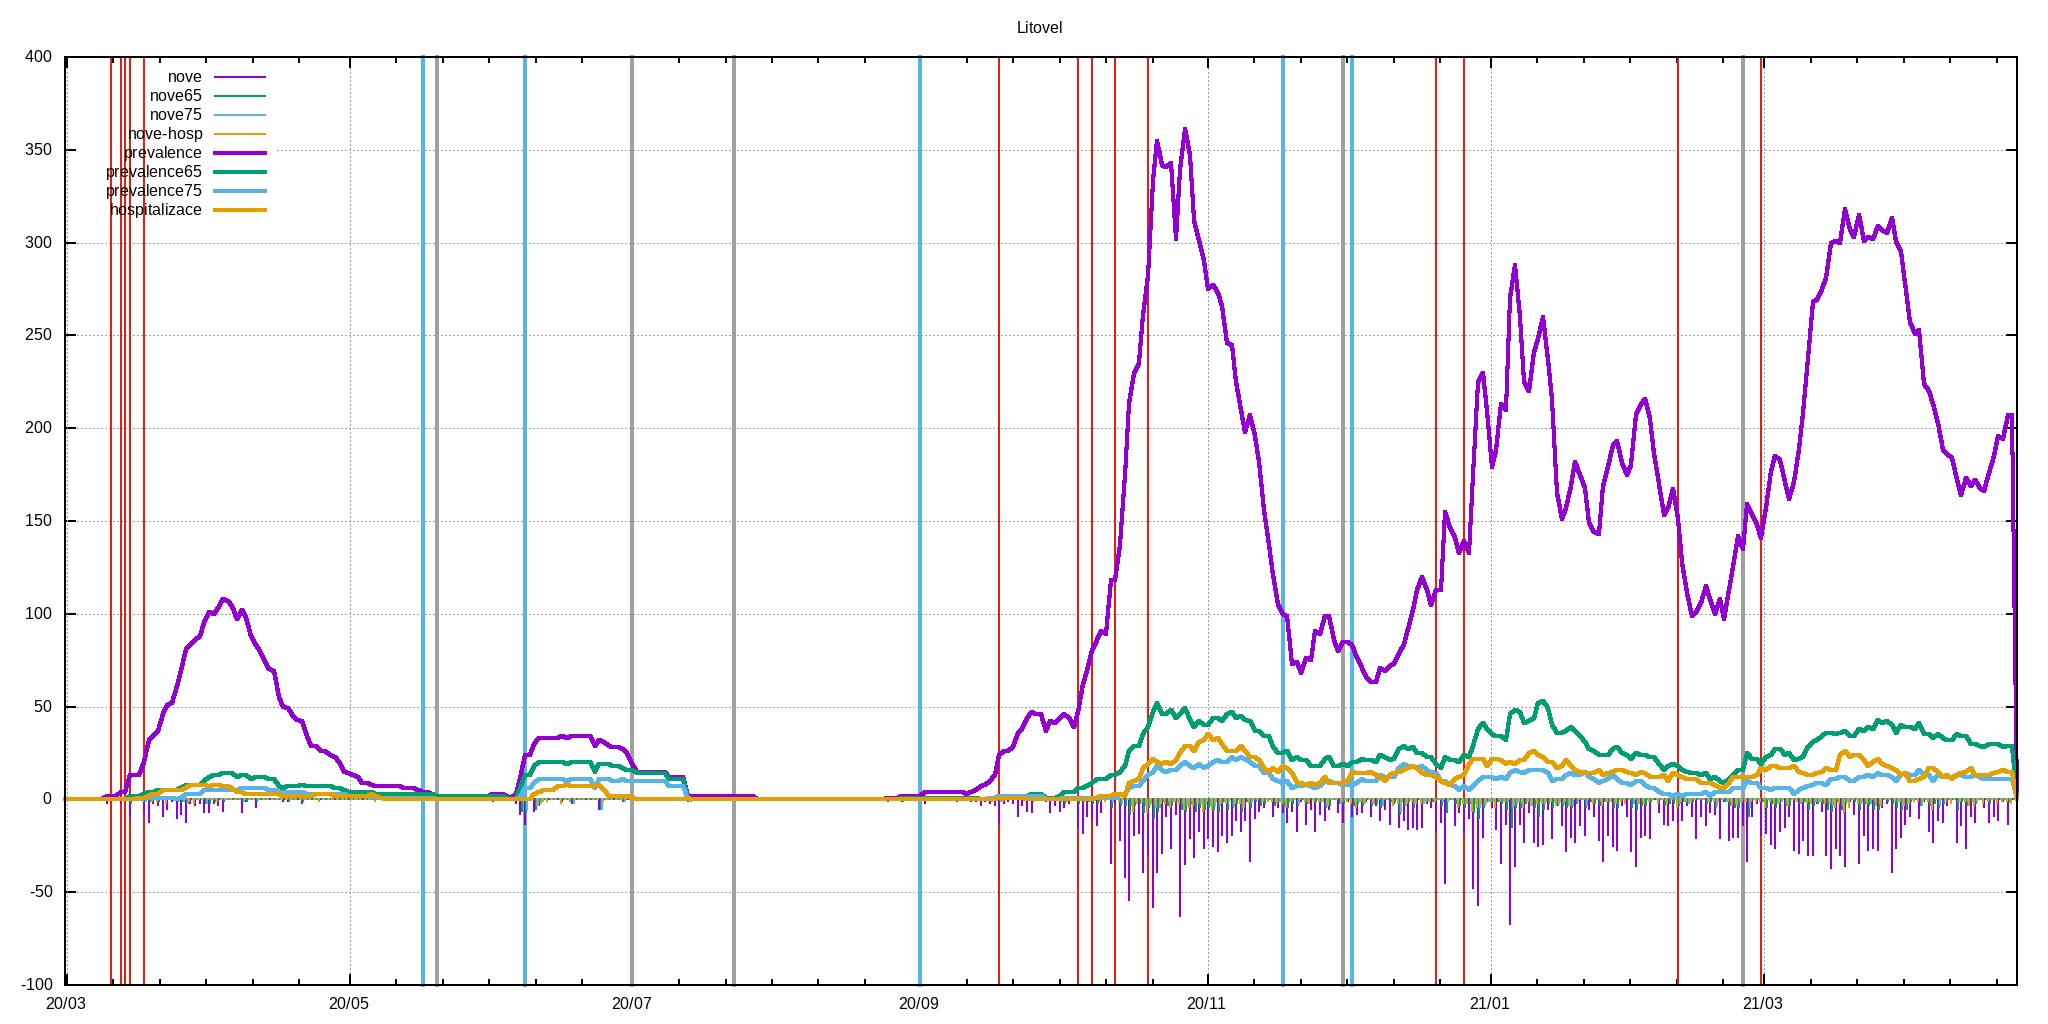 Litovel
400
350
300
250
200
150
100
50
0
-50
-100
nove
nove65
nove75
nove-hosp
prevalence
prevalence65
prevalence75
hospitalizace
20/03 20/05 20/07 20/09 20/11 21/01 21/03